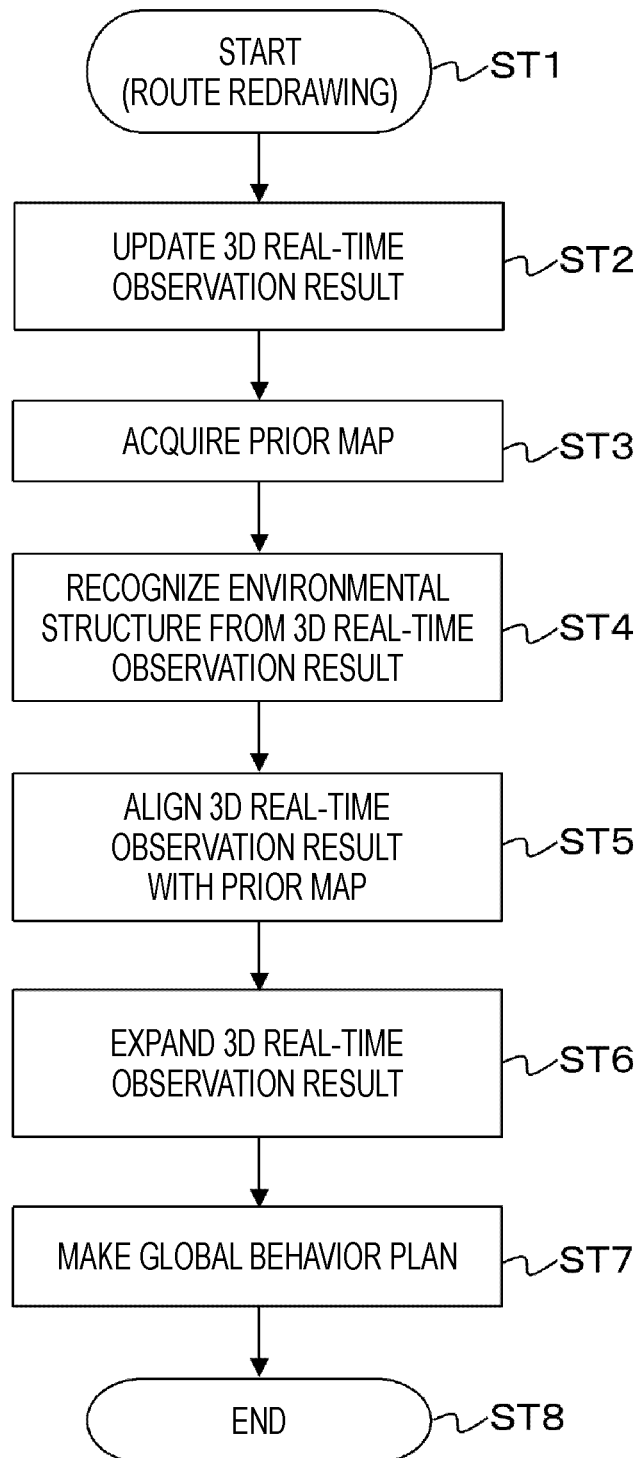 START
(ROUTE REDRAWING)
ST1
UPDATE 3D REAL-TIME
OBSERVATION RESULT
ST2
ACQUIRE PRIOR MAP
ST3
RECOGNIZE ENVIRONMENTAL
STRUCTURE FROM 3D REAL-TIME
OBSERVATION RESULT
ST4
ALIGN 3D REAL-TIME
OBSERVATION RESULT
WITH PRIOR MAP
ST5
EXPAND 3D REAL-TIME
OBSERVATION RESULT
ST6
MAKE GLOBAL BEHAVIOR PLAN
ST7
END
ST8